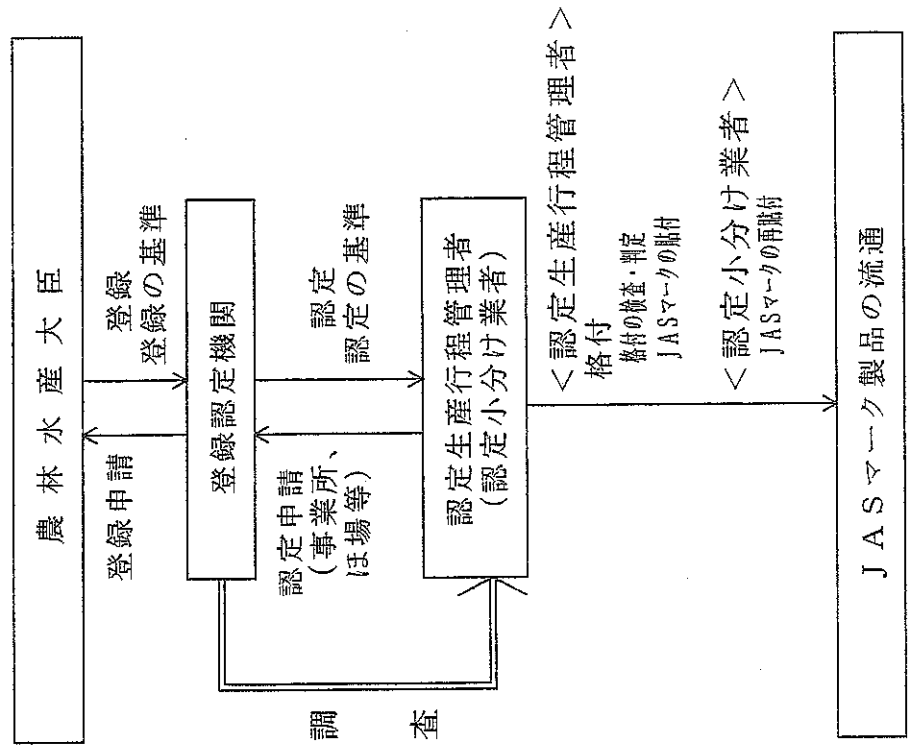 農林水産大臣
登録申請
登録
登録の基準
登録認定機関
認定申請
(事業所、
ほ場等)
認定
認定の基準
調査
認定生産行程管理者
(認定小分け業者)
＜認定生産行程管理者＞
格付
格付の検査・判定
JASマークの貼付
＜認定小分け業者＞
JASマークの再貼付
JASマーク製品の流通